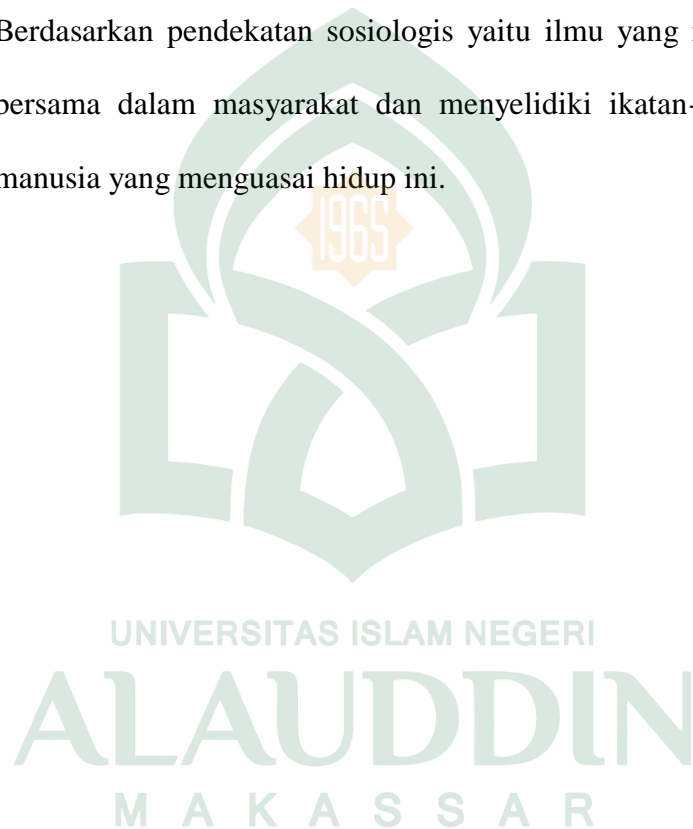 Berdasarkan pendekatan sosiologis yaitu ilmu yang
bersama dalam masyarakat dan menyelidiki ikatan-
manusia yang menguasai hidup ini.
1965
UNIVERSITAS ISLAM NEGERI
ALAUDDIN
MAKASSAR